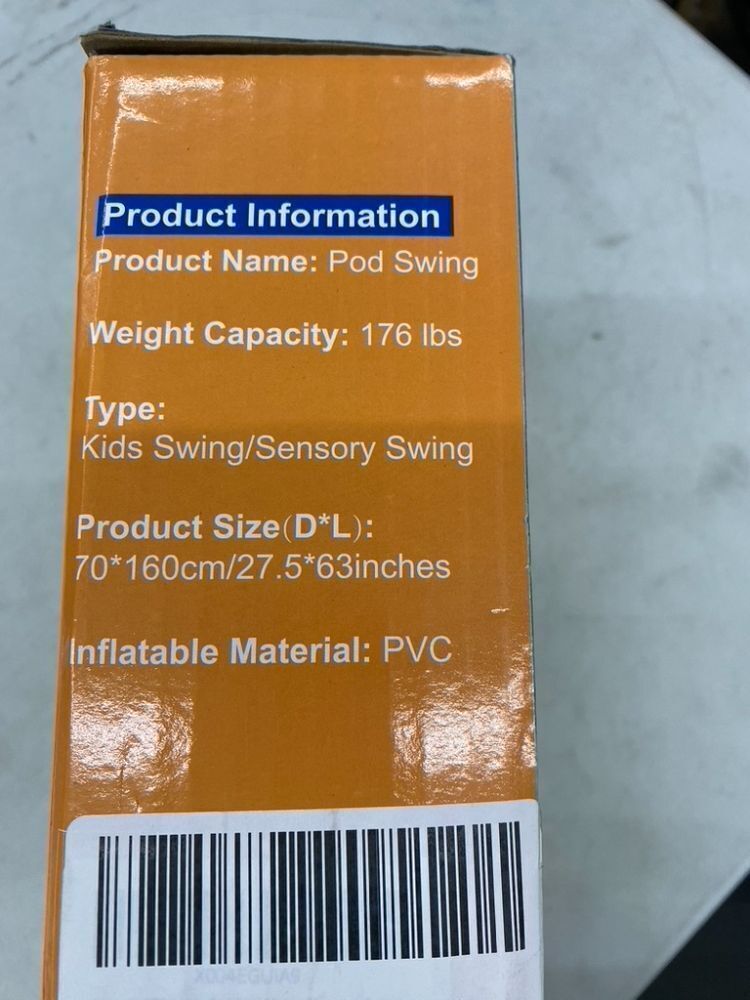 Product Information
Product Name: Pod Swing
Weight Capacity: 176 lbs
Type:
Kids Swing/Sensory Swing
Product Size(D*L):
70*160cm/27.5*63inches
Inflatable Material: PVC